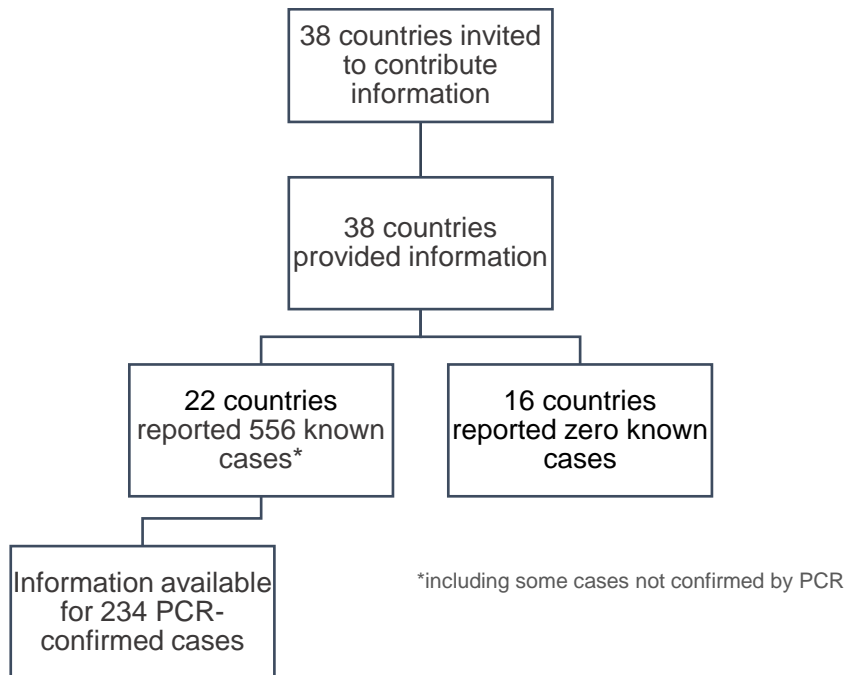 38 countries invited
to contribute
information
38 countries
provided information
22 countries
reported 556 known
cases*
16 countries
reported zero known
cases
Information available
for 234 PCR-
confirmed cases
*including some cases not confirmed by PCR